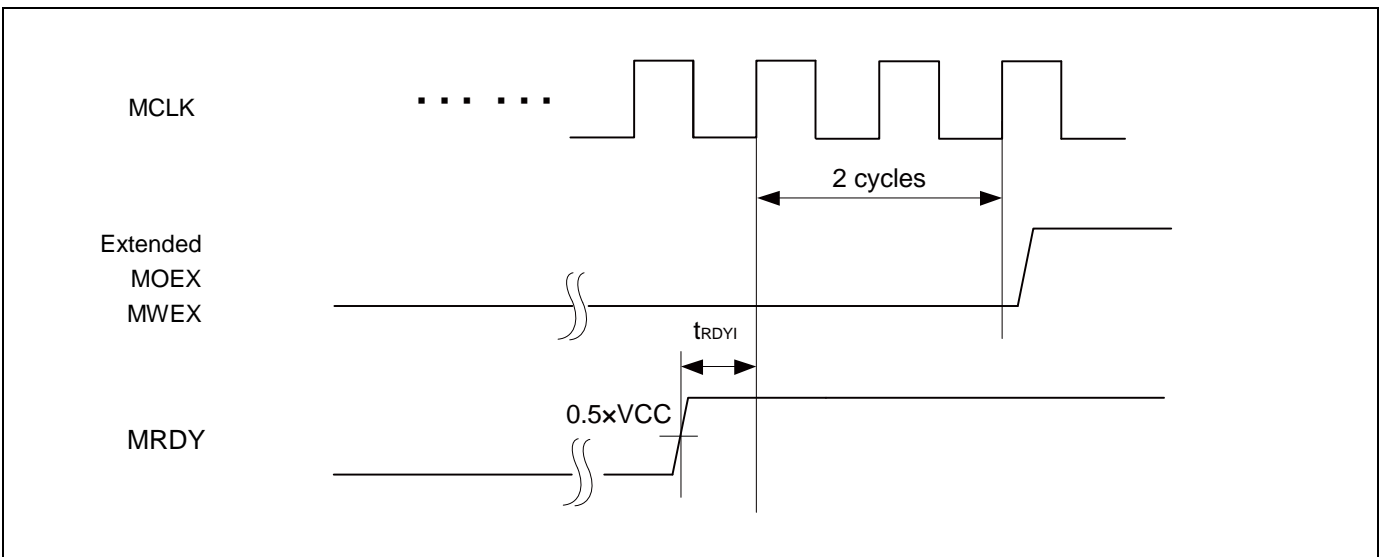 MCLK
... ...
2 cycles
Extended
MOEX
MWEX
tRDYI
0.5×VCC
MRDY